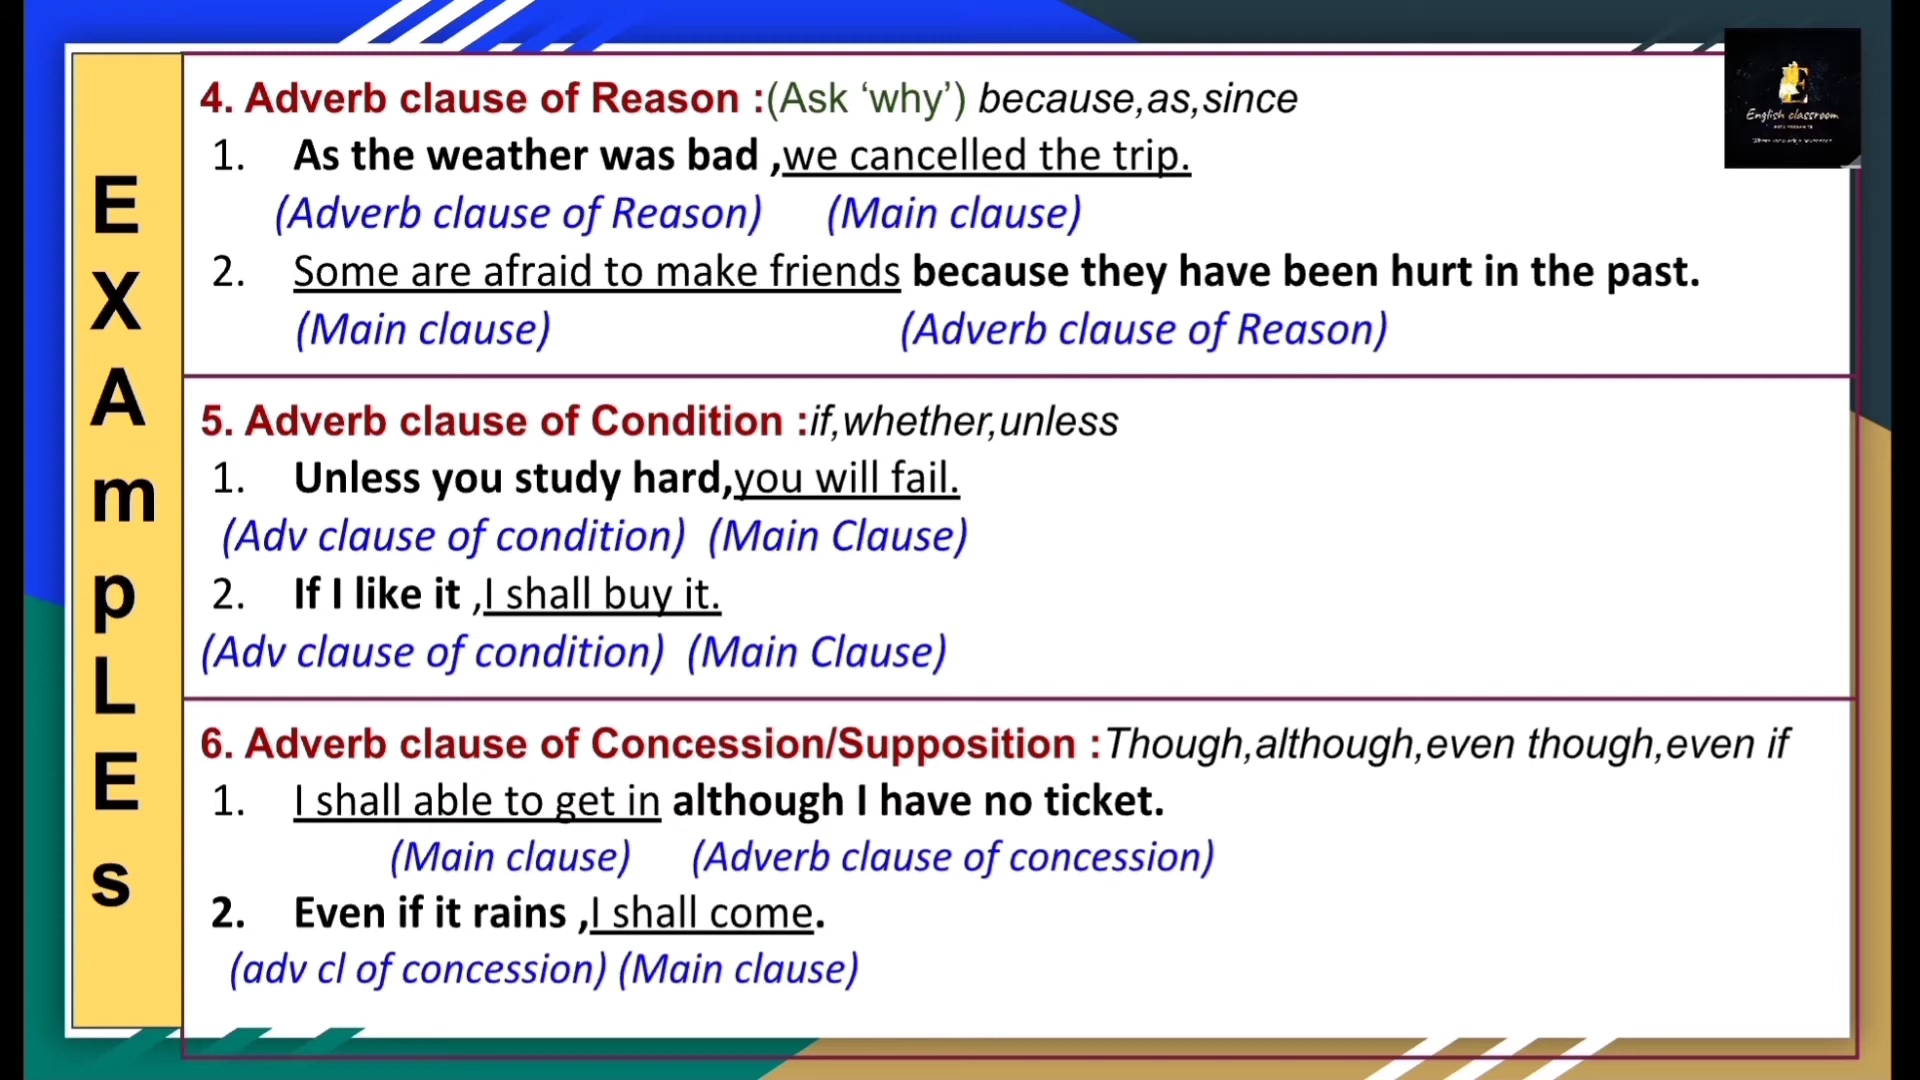 EXAmpLEs
4. Adverb clause of Reason :(Ask ‘why’) because,as,since
1. As the weather was bad ,we cancelled the trip.
(Adverb clause of Reason) (Main clause)
2. Some are afraid to make friends because they have been hurt in the past.
(Main clause) (Adverb clause of Reason)
5. Adverb clause of Condition :if,whether,unless
1. Unless you study hard,you will fail.
(Adv clause of condition) (Main Clause)
2. If I like it ,I shall buy it.
(Adv clause of condition) (Main Clause)
6. Adverb clause of Concession/Supposition :Though,although,even though,even if
1. I shall able to get in although I have no ticket.
(Main clause) (Adverb clause of concession)
2. Even if it rains ,I shall come.
(adv cl of concession) (Main clause)
E
English classroom